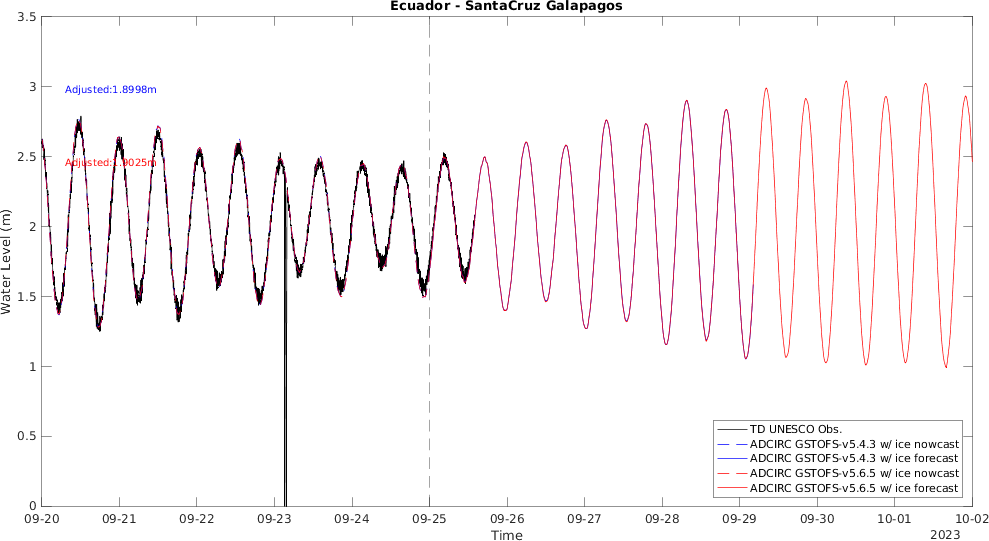 Ecuador - SantaCruz Galapagos
3.5
3
2.5
2
1.5
1
0.5
0
Water Level (m)
Adjusted:1.8998m
Adjusted:1.9025m
TD UNESCO Obs.
ADCIRC GSTOFS-v5.4.3 w/ ice nowcast
ADCIRC GSTOFS-v5.4.3 w/ ice forecast
ADCIRC GSTOFS-v5.6.5 w/ ice nowcast
ADCIRC GSTOFS-v5.6.5 w/ ice forecast
09-20 09-21 09-22 09-23 09-24 09-25 09-26 09-27 09-28 09-29 09-30 10-01 10-02
Time
2023